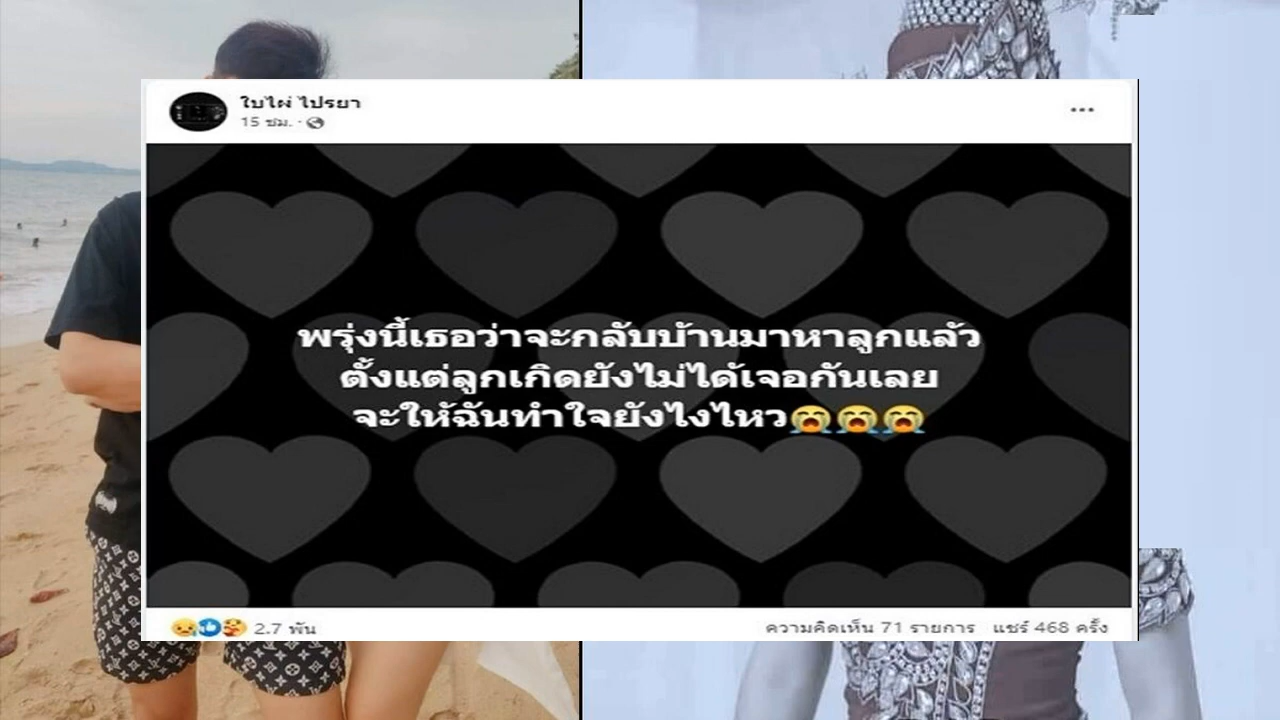 ใบไผ่ ไปรยา
15 ชม. ·
พรุ่งนี้เธอว่าจะกลับบ้านมาหาลูกแล้ว
ตั้งแต่ลูกเกิดยังไม่ได้เจอกันเลย
จะให้ฉันทำใจยังไงไหว😭😭😭
2.7 พัน
ความคิดเห็น 71 รายการ แชร์ 468 ครั้ง